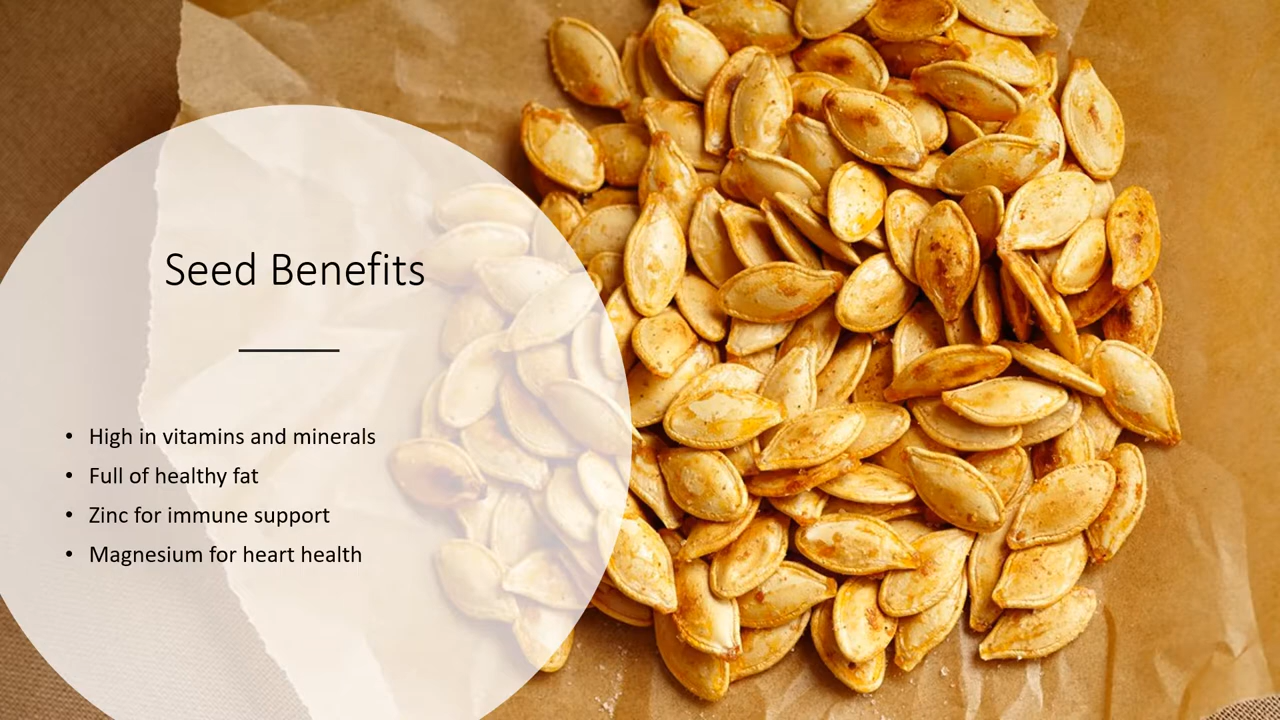 Seed Benefits
• High in vitamins and minerals
• Full of healthy fat
• Zinc for immune support
• Magnesium for heart health